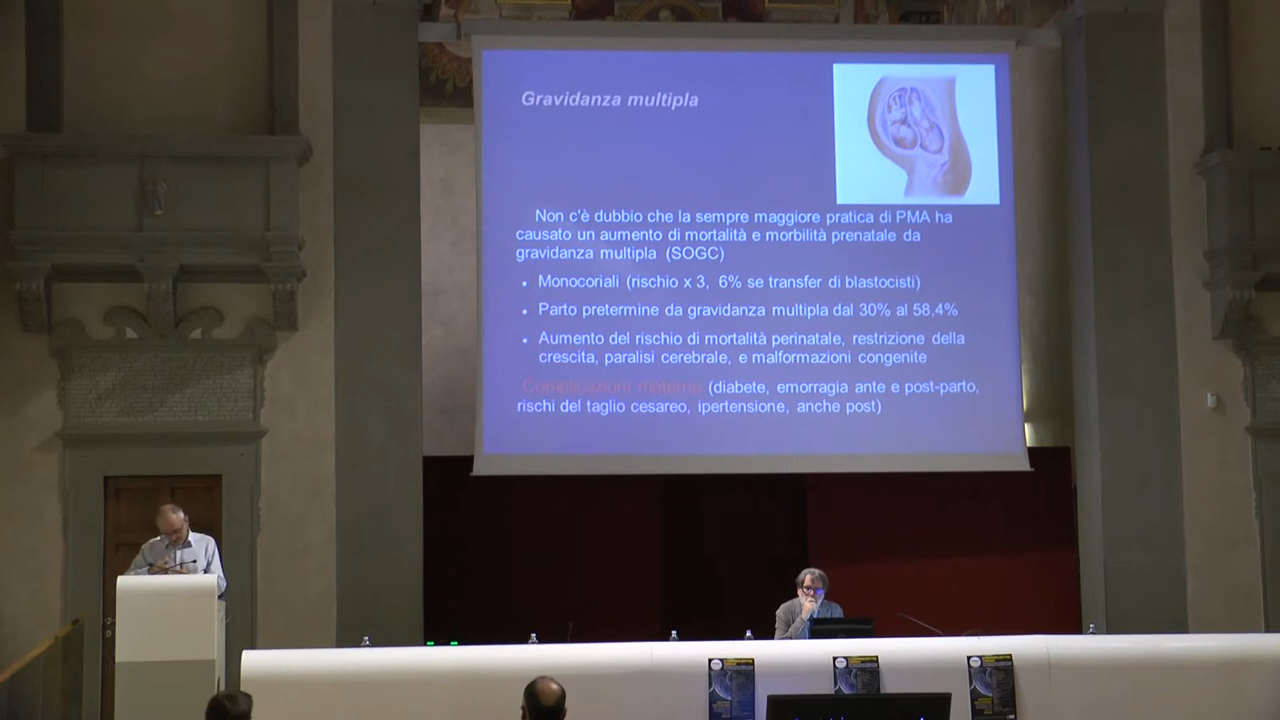 Gravidanza multipla
Non c'è dubbio che la sempre maggiore pratica di PMA ha
causato un aumento di mortalità e morbilità prenatale da
gravidanza multipla (SOGC)
• Monocoriali (rischio x 3, 6% se transfer di blastocisti)
• Parto pretermine da gravidanza multipla dal 30% al 58,4%
• Aumento del rischio di mortalità perinatale, restrizione della
crescita, paralisi cerebrale, e malformazioni congenite
Complicazioni materne (diabete, emorragia ante e post-parto,
rischi del taglio cesareo, ipertensione, anche post)